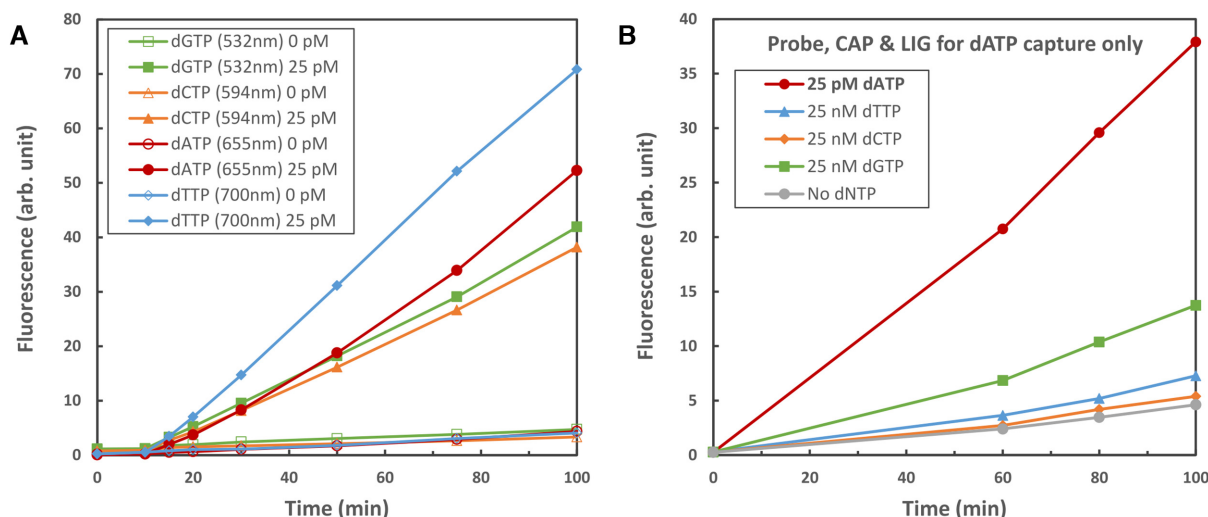 A
80
70
60
50
40
30
20
10
0
Fluorescence (arb. unit)
dGTP (532nm) 0 pM
dGTP (532nm) 25 pM
dCTP (594nm) 0 pM
dCTP (594nm) 25 pM
dATP (655nm) 0 pM
dATP (655nm) 25 pM
dTTP (700nm) 0 pM
dTTP (700nm) 25 pM
0 20 40 60 80 100
Time (min)
B
40
35
30
25
20
15
10
5
0
Fluorescence (arb. unit)
Probe, CAP & LIG for dATP capture only
25 pM dATP
25 nM dTTP
25 nM dCTP
25 nM dGTP
No dNTP
0 20 40 60 80 100
Time (min)